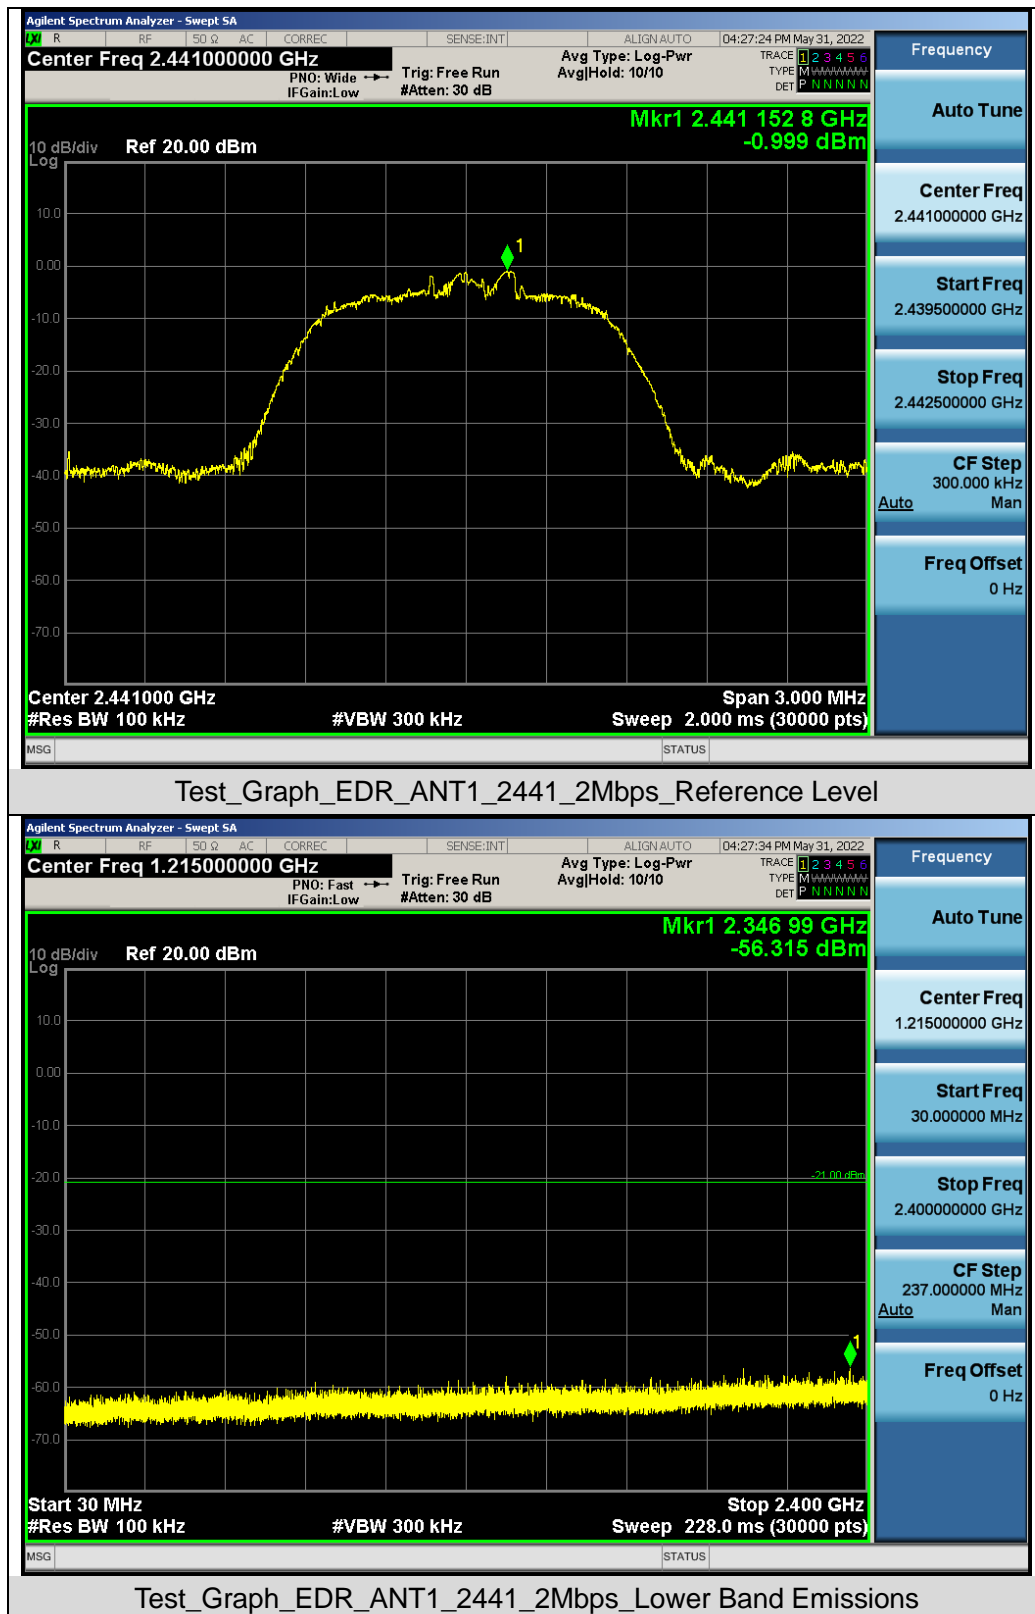 Agilent Spectrum Analyzer - Swept SA
LXI R RF 50 Ω AC CORREC SENSE:INT ALIGN AUTO 04:27:24 PM May 31, 2022
Center Freq 2.441000000 GHz
PNO: Wide
IFGain:Low
Trig: Free Run
#Atten: 30 dB
Avg Type: Log-Pwr
Avg|Hold: 10/10
TRACE 1 2 3 4 5 6
TYPE M WWWWW
DET P N N N N N
Frequency
Auto Tune
Center Freq
2.441000000 GHz
Start Freq
2.439500000 GHz
Stop Freq
2.442500000 GHz
CF Step
300.000 kHz
Auto Man
Freq Offset
0 Hz
Mkr1 2.441 152 8 GHz
-0.999 dBm
10 dB/div Ref 20.00 dBm
Log
10.0
0.00
-10.0
-20.0
-30.0
-40.0
-50.0
-60.0
-70.0
1
Center 2.441000 GHz Span 3.000 MHz
#Res BW 100 kHz #VBW 300 kHz Sweep 2.000 ms (30000 pts)
MSG STATUS
Test_Graph_EDR_ANT1_2441_2Mbps_Reference Level
Agilent Spectrum Analyzer - Swept SA
LXI R RF 50 Ω AC CORREC SENSE:INT ALIGN AUTO 04:27:34 PM May 31, 2022
Center Freq 1.215000000 GHz
PNO: Fast
IFGain:Low
Trig: Free Run
#Atten: 30 dB
Avg Type: Log-Pwr
Avg|Hold: 10/10
TRACE 1 2 3 4 5 6
TYPE M WWWWW
DET P N N N N N
Frequency
Auto Tune
Center Freq
1.215000000 GHz
Start Freq
30.000000 MHz
Stop Freq
2.400000000 GHz
CF Step
237.000000 MHz
Auto Man
Freq Offset
0 Hz
Mkr1 2.346 99 GHz
-56.315 dBm
10 dB/div Ref 20.00 dBm
Log
10.0
0.00
-10.0
-20.0
-30.0
-40.0
-50.0
-60.0
-70.0
-21.00 dBm
1
Start 30 MHz Stop 2.400 GHz
#Res BW 100 kHz #VBW 300 kHz Sweep 228.0 ms (30000 pts)
MSG STATUS
Test_Graph_EDR_ANT1_2441_2Mbps_Lower Band Emissions